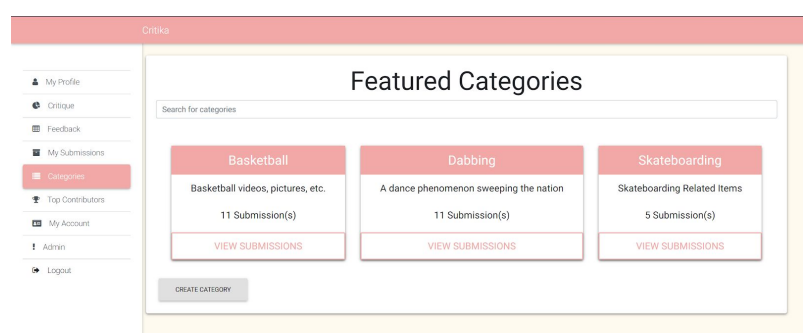 Critika
My Profile
Critique
Feedback
My Submissions
Categories
Top Contributors
My Account
Admin
Logout
Featured Categories
Search for categories
Basketball
Basketball videos, pictures, etc.
11 Submission(s)
VIEW SUBMISSIONS
Dabbing
A dance phenomenon sweeping the nation
11 Submission(s)
VIEW SUBMISSIONS
Skateboarding
Skateboarding Related Items
5 Submission(s)
VIEW SUBMISSIONS
CREATE CATEGORY